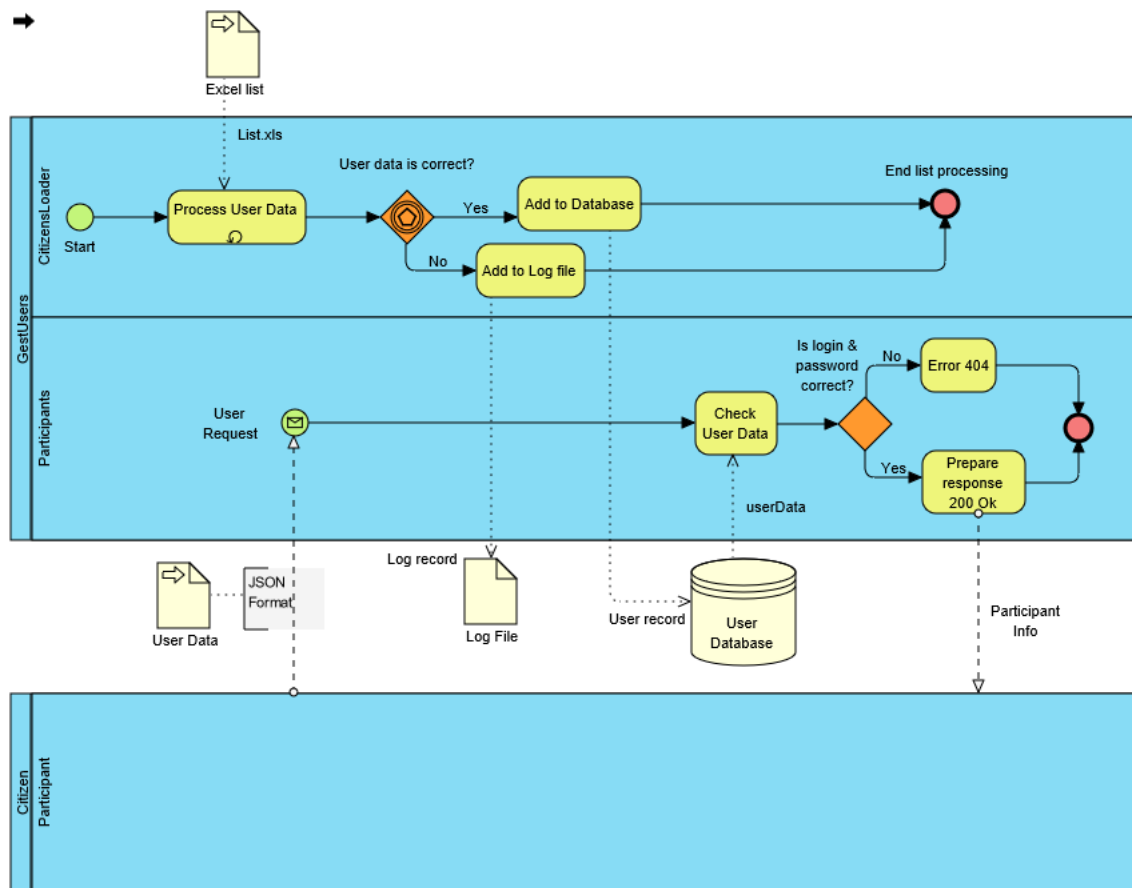 Excel list
List.xls
GestUsers
CitizensLoader
Start
Process User Data
User data is correct?
Yes
Add to Database
No
Add to Log file
End list processing
Participants
User
Request
Check
User Data
Is login &
password
correct?
No
Error 404
Yes
Prepare
response
200 Ok
userData
User Data
JSON
Format
Log record
Log File
User record
User
Database
Participant
Info
Citizen
Participant